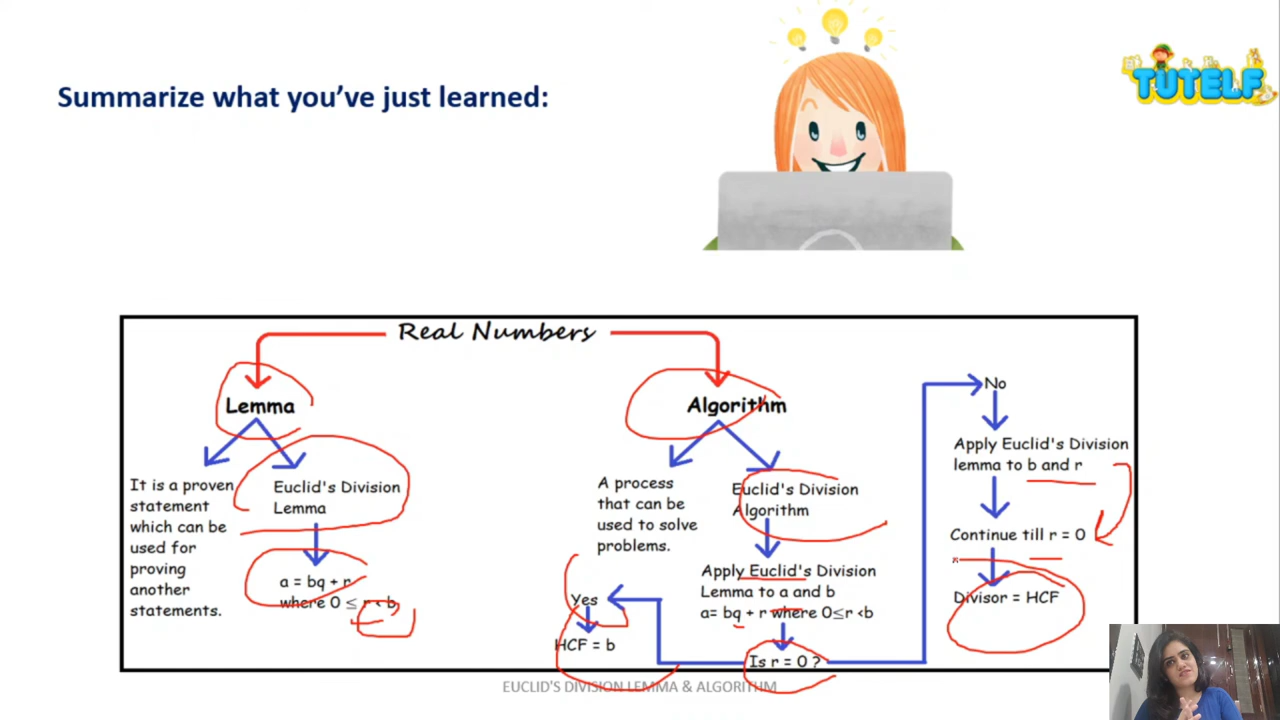 Summarize what you've just learned:
TUTELF
Real Numbers
Lemma
It is a proven
statement
which can be
used for
proving
another
statements.
Euclid's Division
Lemma
a = bq + r
where 0 ≤ r < b
Algorithm
A process
that can be
used to solve
problems.
Euclid's Division
Algorithm
Apply Euclid's Division
Lemma to a and b
a= bq + r where 0≤r <b
Is r = 0 ?
Yes
HCF = b
No
Apply Euclid's Division
lemma to b and r
Continue till r = 0
Divisor = HCF
EUCLID'S DIVISION LEMMA & ALGORITHM